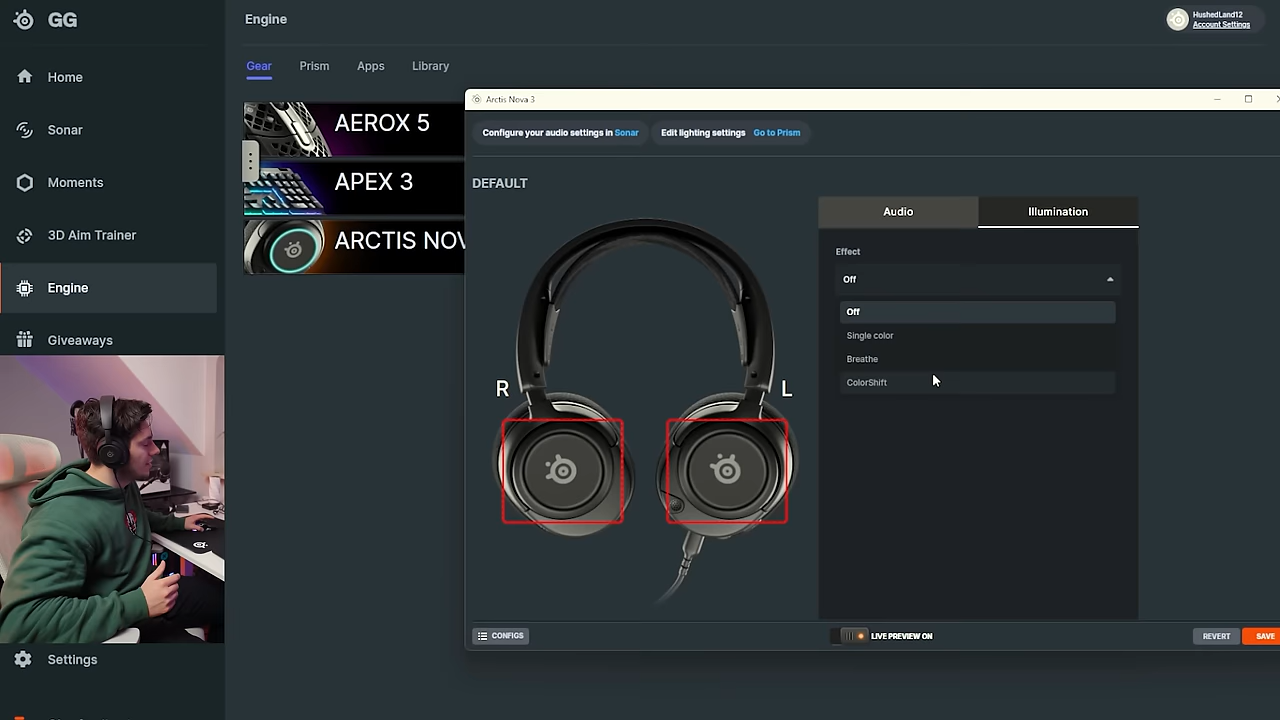 GG
Engine
HushedLand12
Account Settings
Home
Sonar
Moments
3D Aim Trainer
Engine
Giveaways
Settings
Gear Prism Apps Library
AEROX 5
APEX 3
ARCTIS NOV
Arctis Nova 3
Configure your audio settings in Sonar
Edit lighting settings Go to Prism
DEFAULT
R
L
Audio Illumination
Effect
Off
Off
Single color
Breathe
ColorShift
CONFIGS
LIVE PREVIEW ON
REVERT
SAVE